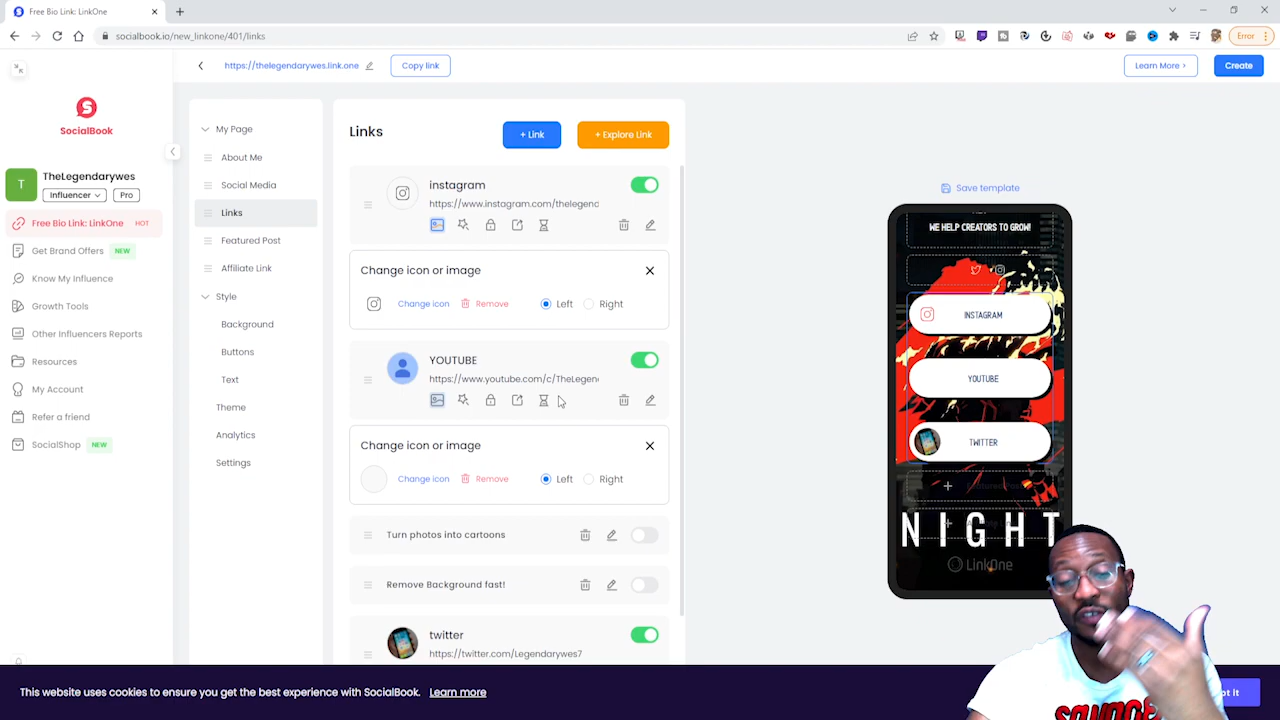 Free Bio Link: LinkOne
socialbook.io/new_linkone/401/links
Error
https://thelegendarywes.link.one
Copy link
Learn More >
Create
SocialBook
T
TheLegendarywes
Influencer
Pro
Free Bio Link: LinkOne HOT
Get Brand Offers NEW
Know My Influence
Growth Tools
Other Influencers Reports
Resources
My Account
Refer a friend
SocialShop NEW
My Page
About Me
Social Media
Links
Featured Post
Affiliate Link
Style
Background
Buttons
Text
Theme
Analytics
Settings
Links
+ Link
+ Explore Link
instagram
https://www.instagram.com/thelegenc
Change icon or image
Change icon
Remove
Left
Right
YOUTUBE
https://www.youtube.com/c/TheLegenc
Change icon or image
Change icon
Remove
Left
Right
Turn photos into cartoons
Remove Background fast!
twitter
https://twitter.com/Legendarywes7
Save template
WE HELP CREATORS TO GROW!
INSTAGRAM
YOUTUBE
TWITTER
NIGHT
LinkOne
This website uses cookies to ensure you get the best experience with SocialBook. Learn more
it